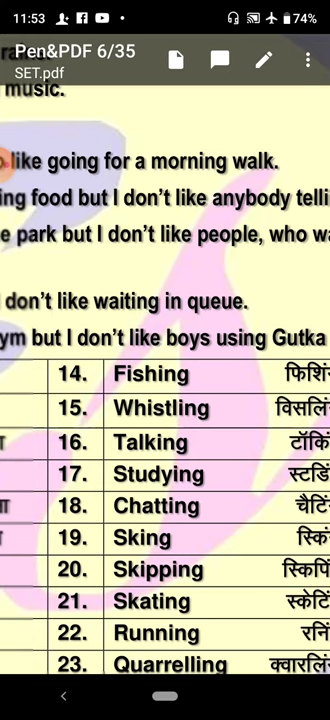 11:53 74%
Pen&PDF 6/35
SET.pdf
music.
like going for a morning walk.
ing food but I don't like anybody telli
e park but I don't like people, who wa
I don't like waiting in queue.
ym but I don't like boys using Gutka
14. Fishing फिशिं
15. Whistling विसलिं
16. Talking टॉकिं
17. Studying स्टडिं
18. Chatting चैटिं
19. Sking स्किं
20. Skipping स्किपिं
21. Skating स्केटिं
22. Running रनिं
23. Quarrelling क्वारलिं